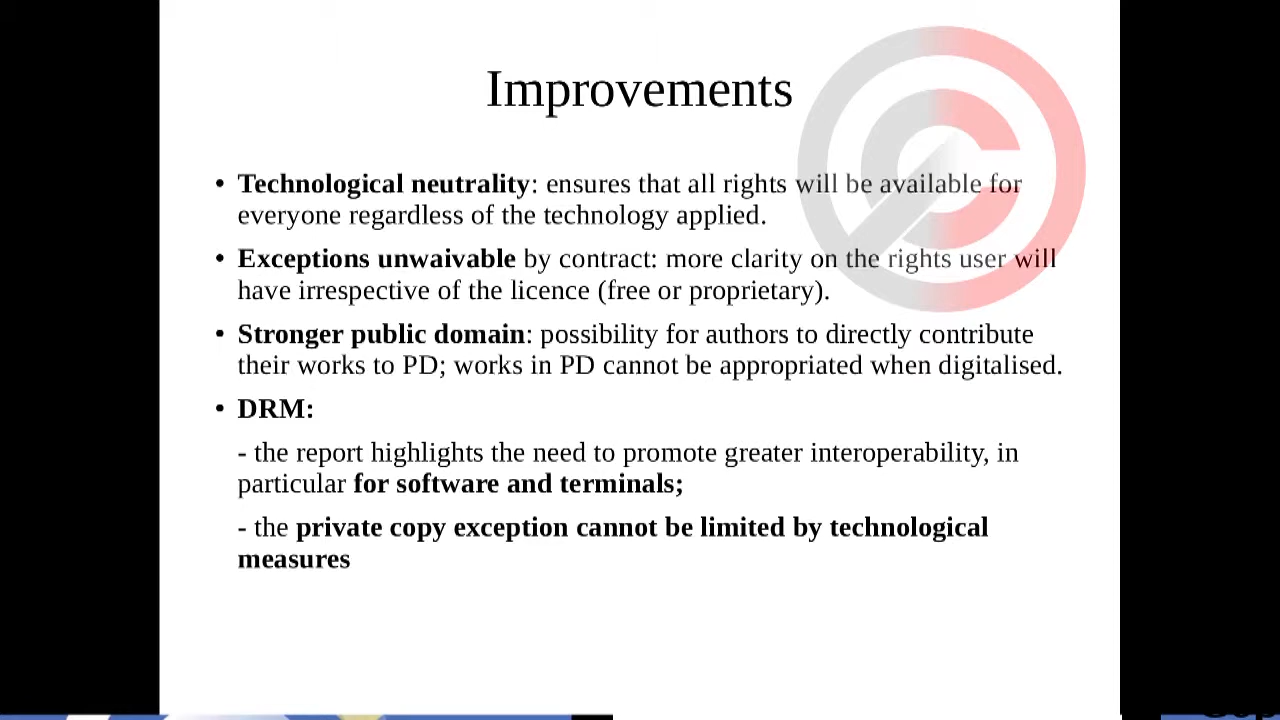 Improvements
• Technological neutrality: ensures that all rights will be available for
everyone regardless of the technology applied.
• Exceptions unwaivable by contract: more clarity on the rights user will
have irrespective of the licence (free or proprietary).
• Stronger public domain: possibility for authors to directly contribute
their works to PD; works in PD cannot be appropriated when digitalised.
• DRM:
- the report highlights the need to promote greater interoperability, in
particular for software and terminals;
- the private copy exception cannot be limited by technological
measures